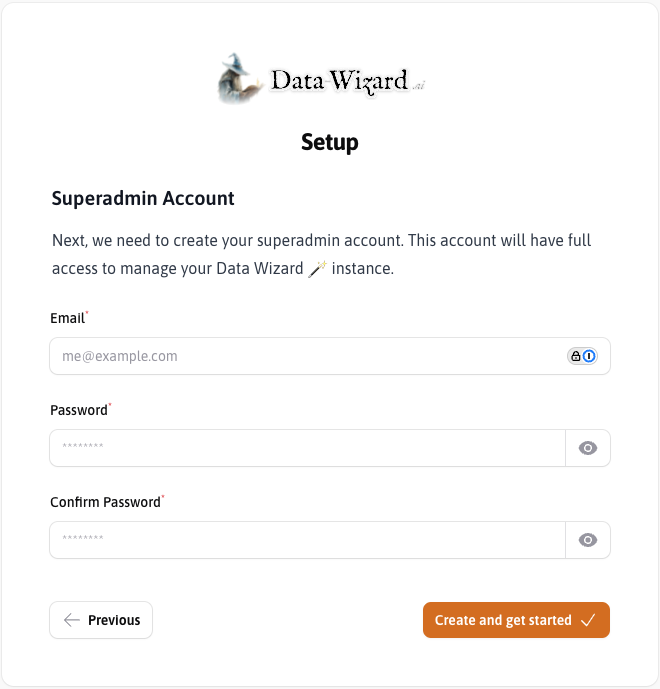 Data-Wizard.ai
Setup
Superadmin Account
Next, we need to create your superadmin account. This account will have full
access to manage your Data Wizard 🪄 instance.
Email*
me@example.com
Password*
********
Confirm Password*
********
Previous
Create and get started